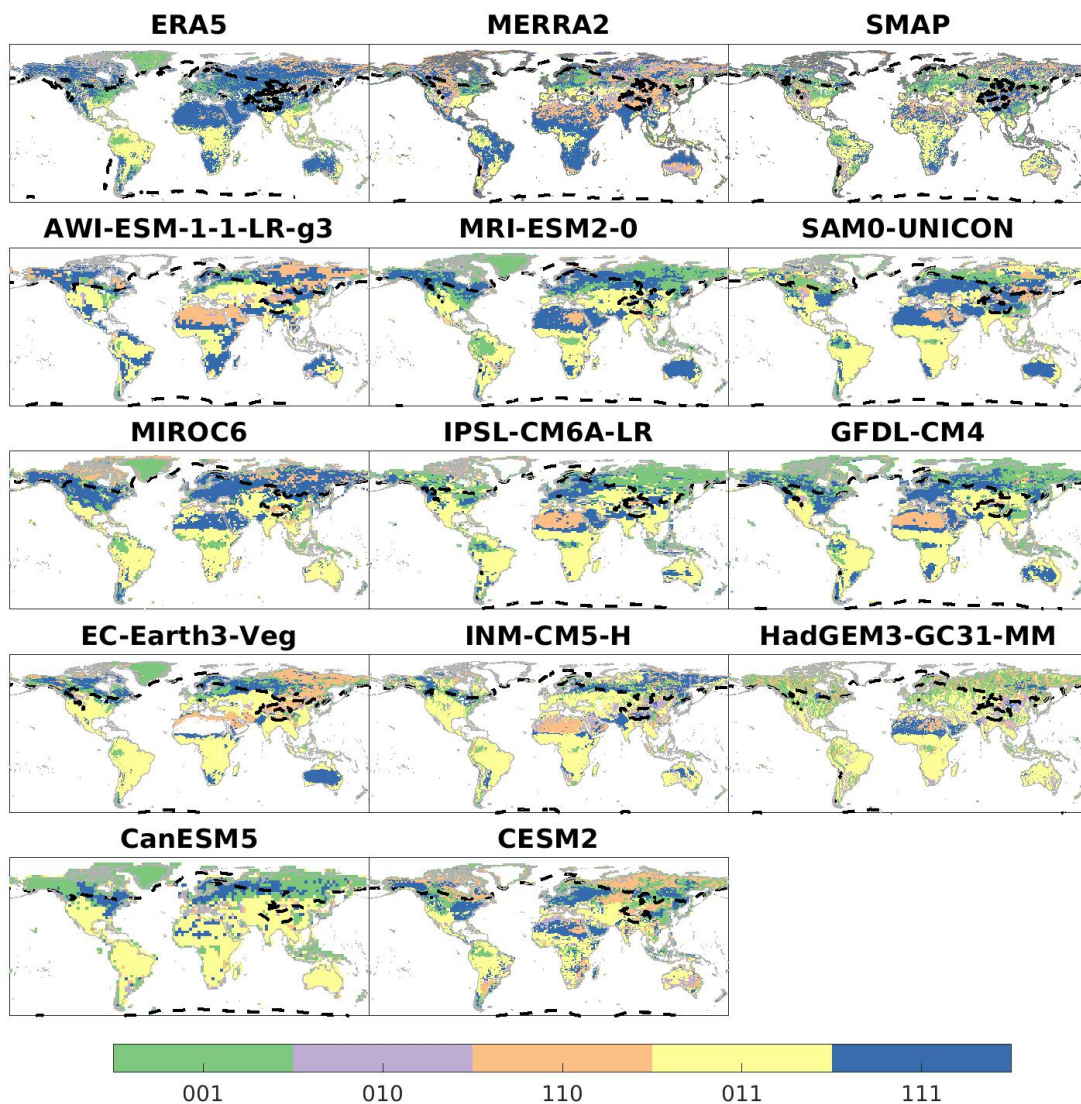 ERA5 MERRA2 SMAP
AWI-ESM-1-1-LR-g3 MRI-ESM2-0 SAM0-UNICON
MIROC6 IPSL-CM6A-LR GFDL-CM4
EC-Earth3-Veg INM-CM5-H HadGEM3-GC31-MM
CanESM5 CESM2
001 010 110 011 111